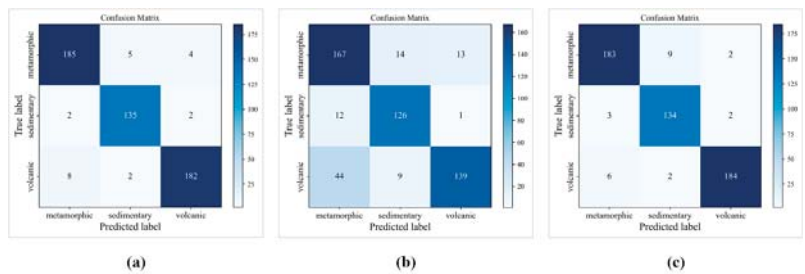 Confusion Matrix
metamorphic
185 5 4
175
150
125
True label
sedimentary
2 135 2
100
75
volcanic
8 2 182
50
25
metamorphic sedimentary volcanic
Predicted label
(a)
Confusion Matrix
metamorphic
167 14 13
160
140
120
True label
sedimentary
12 126 1
100
80
60
volcanic
44 9 139
40
20
metamorphic sedimentary volcanic
Predicted label
(b)
Confusion Matrix
metamorphic
183 9 2
175
150
125
True label
sedimentary
3 134 2
100
75
volcanic
6 2 184
50
25
metamorphic sedimentary volcanic
Predicted label
(c)